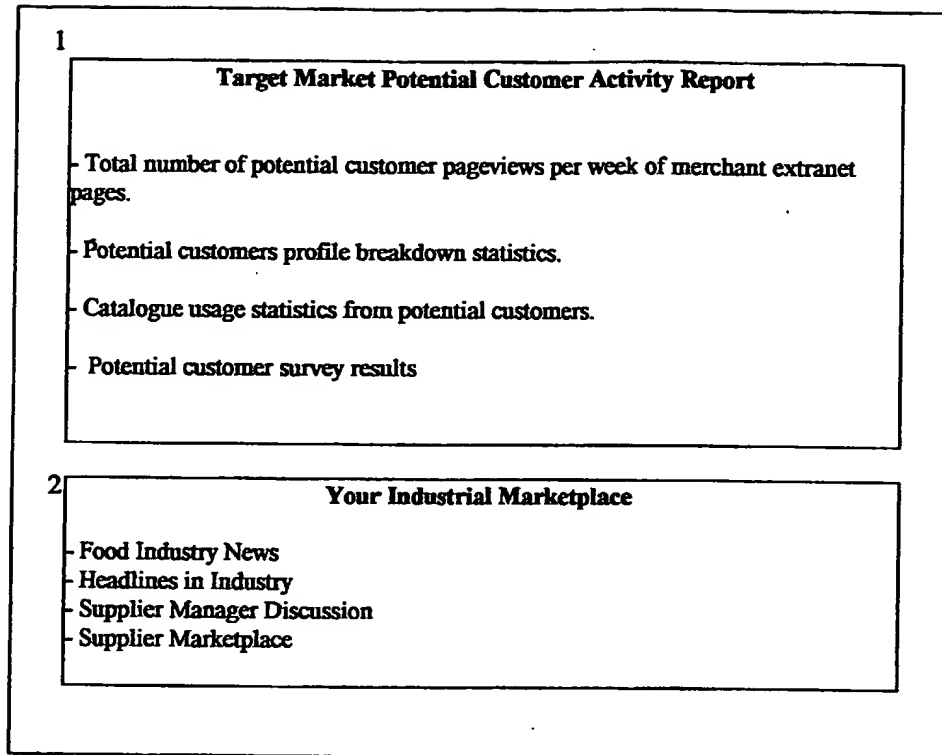 1
Target Market Potential Customer Activity Report
- Total number of potential customer pageviews per week of merchant extranet
pages.
- Potential customers profile breakdown statistics.
- Catalogue usage statistics from potential customers.
- Potential customer survey results
2
Your Industrial Marketplace
- Food Industry News
- Headlines in Industry
- Supplier Manager Discussion
- Supplier Marketplace